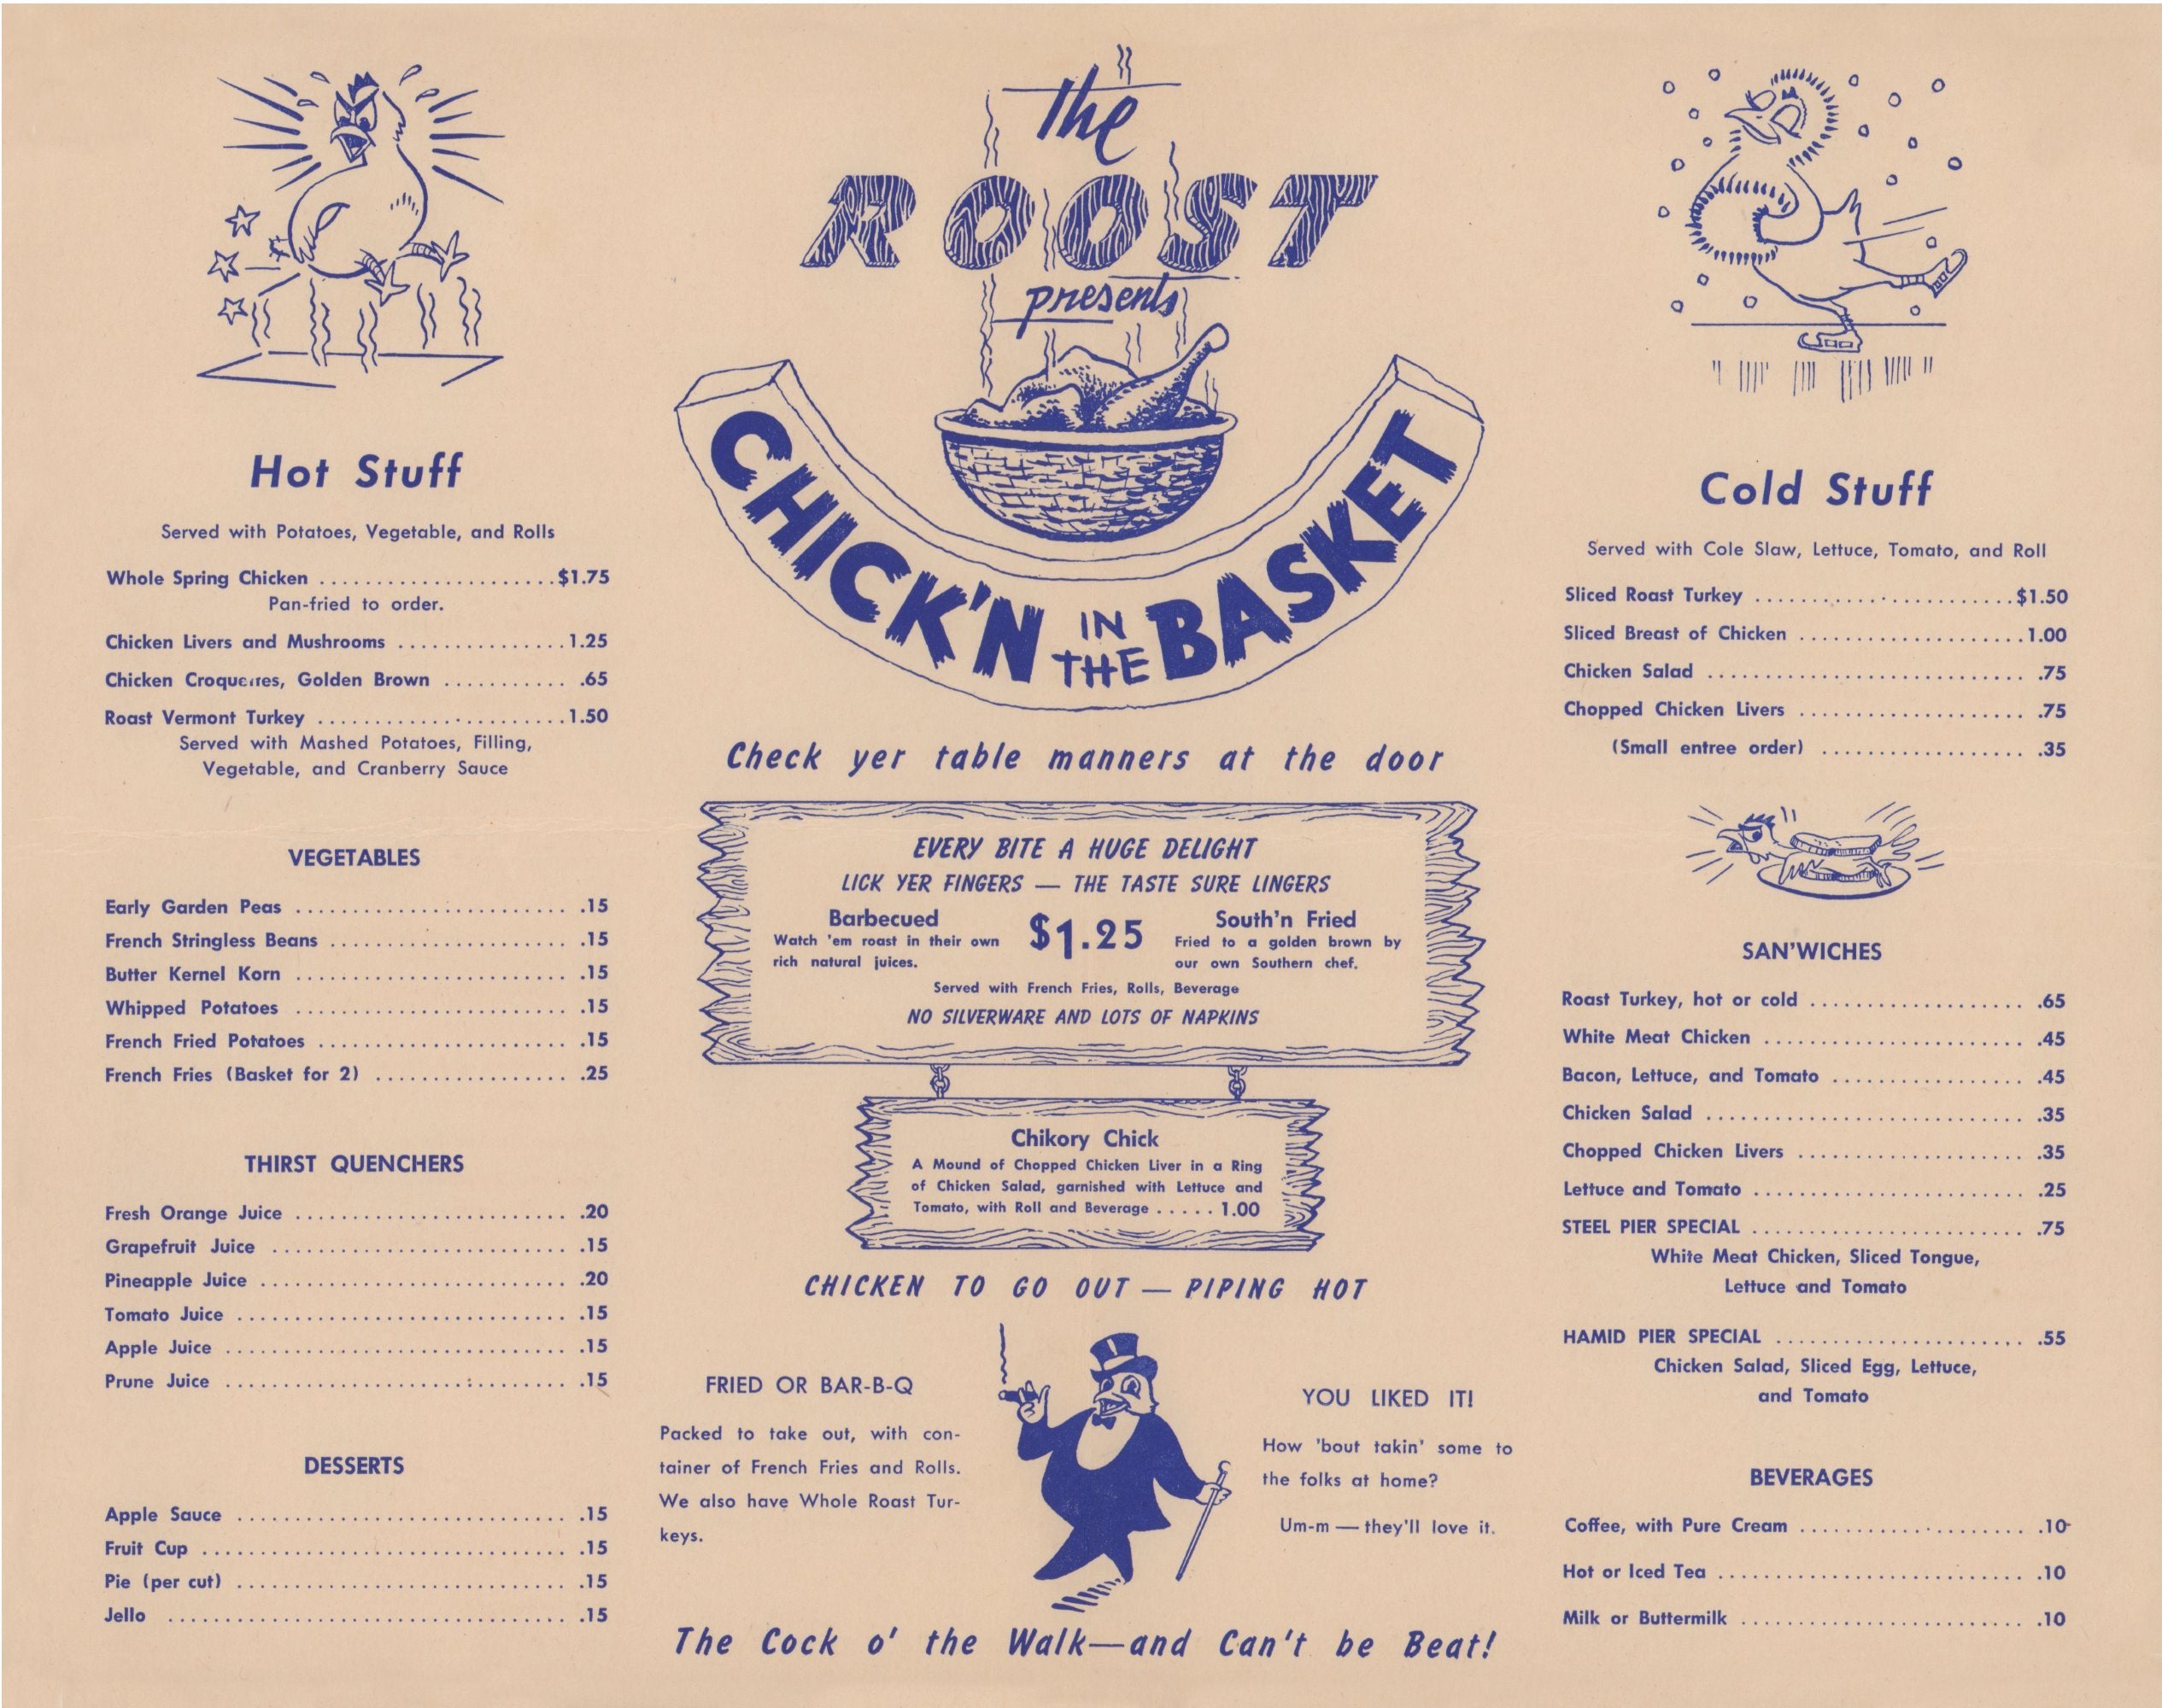 the
ROOST
presents
CHICK'N IN THE BASKET
Check yer table manners at the door
Hot Stuff
Served with Potatoes, Vegetable, and Rolls
Whole Spring Chicken ...................... $1.75
Pan-fried to order.
Chicken Livers and Mushrooms ............... 1.25
Chicken Croquettes, Golden Brown ........... .65
Roast Vermont Turkey ...................... 1.50
Served with Mashed Potatoes, Filling,
Vegetable, and Cranberry Sauce
VEGETABLES
Early Garden Peas ........................ .15
French Stringless Beans ..................... .15
Butter Kernel Korn ........................ .15
Whipped Potatoes ........................ .15
French Fried Potatoes ...................... .15
French Fries (Basket for 2) ................. .25
THIRST QUENCHERS
Fresh Orange Juice ........................ .20
Grapefruit Juice .......................... .15
Pineapple Juice ........................... .20
Tomato Juice ............................. .15
Apple Juice .............................. .15
Prune Juice .............................. .15
DESSERTS
Apple Sauce ............................. .15
Fruit Cup ................................ .15
Pie (per cut) ............................. .15
Jello ................................... .15
EVERY BITE A HUGE DELIGHT
LICK YER FINGERS — THE TASTE SURE LINGERS
Barbecued
Watch 'em roast in their own
rich natural juices.
$1.25
South'n Fried
Fried to a golden brown by
our own Southern chef.
Served with French Fries, Rolls, Beverage
NO SILVERWARE AND LOTS OF NAPKINS
Chikory Chick
A Mound of Chopped Chicken Liver in a Ring
of Chicken Salad, garnished with Lettuce and
Tomato, with Roll and Beverage ..... 1.00
CHICKEN TO GO OUT — PIPING HOT
FRIED OR BAR-B-Q
Packed to take out, with con-
tainer of French Fries and Rolls.
We also have Whole Roast Tur-
keys.
YOU LIKED IT!
How 'bout takin' some to
the folks at home?
Um-m — they'll love it.
The Cock o' the Walk—and Can't be Beat!
Cold Stuff
Served with Cole Slaw, Lettuce, Tomato, and Roll
Sliced Roast Turkey ....................... $1.50
Sliced Breast of Chicken .................... 1.00
Chicken Salad ............................ .75
Chopped Chicken Livers .................... .75
(Small entree order) .................. .35
SAN'WICHES
Roast Turkey, hot or cold ................... .65
White Meat Chicken ....................... .45
Bacon, Lettuce, and Tomato ................. .45
Chicken Salad ............................ .35
Chopped Chicken Livers .................... .35
Lettuce and Tomato ........................ .25
STEEL PIER SPECIAL ........................ .75
White Meat Chicken, Sliced Tongue,
Lettuce and Tomato
HAMID PIER SPECIAL ...................... .55
Chicken Salad, Sliced Egg, Lettuce,
and Tomato
BEVERAGES
Coffee, with Pure Cream .................... .10
Hot or Iced Tea ........................... .10
Milk or Buttermilk ......................... .10